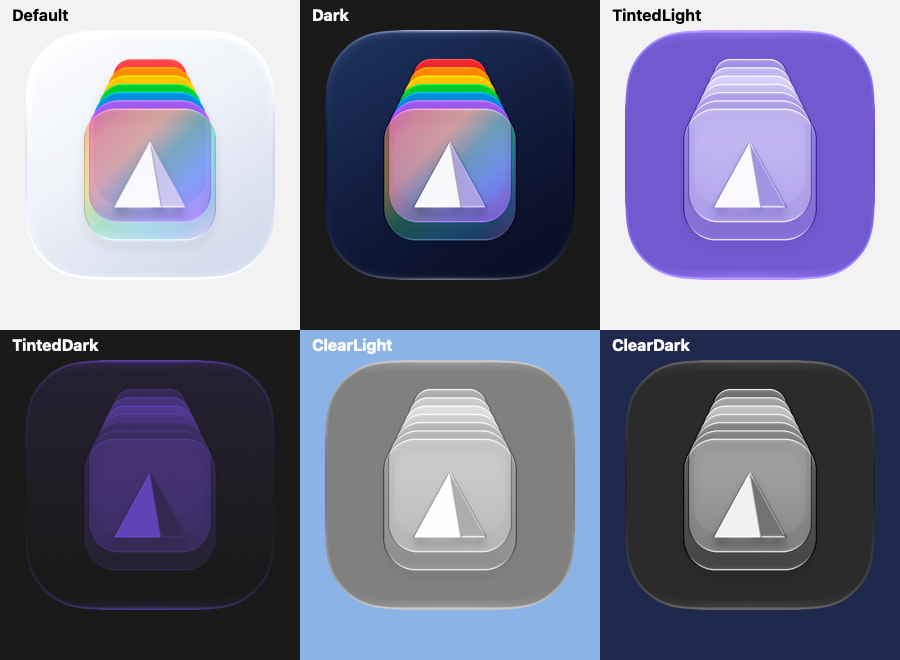 Default
Dark
TintedLight
TintedDark
ClearLight
ClearDark